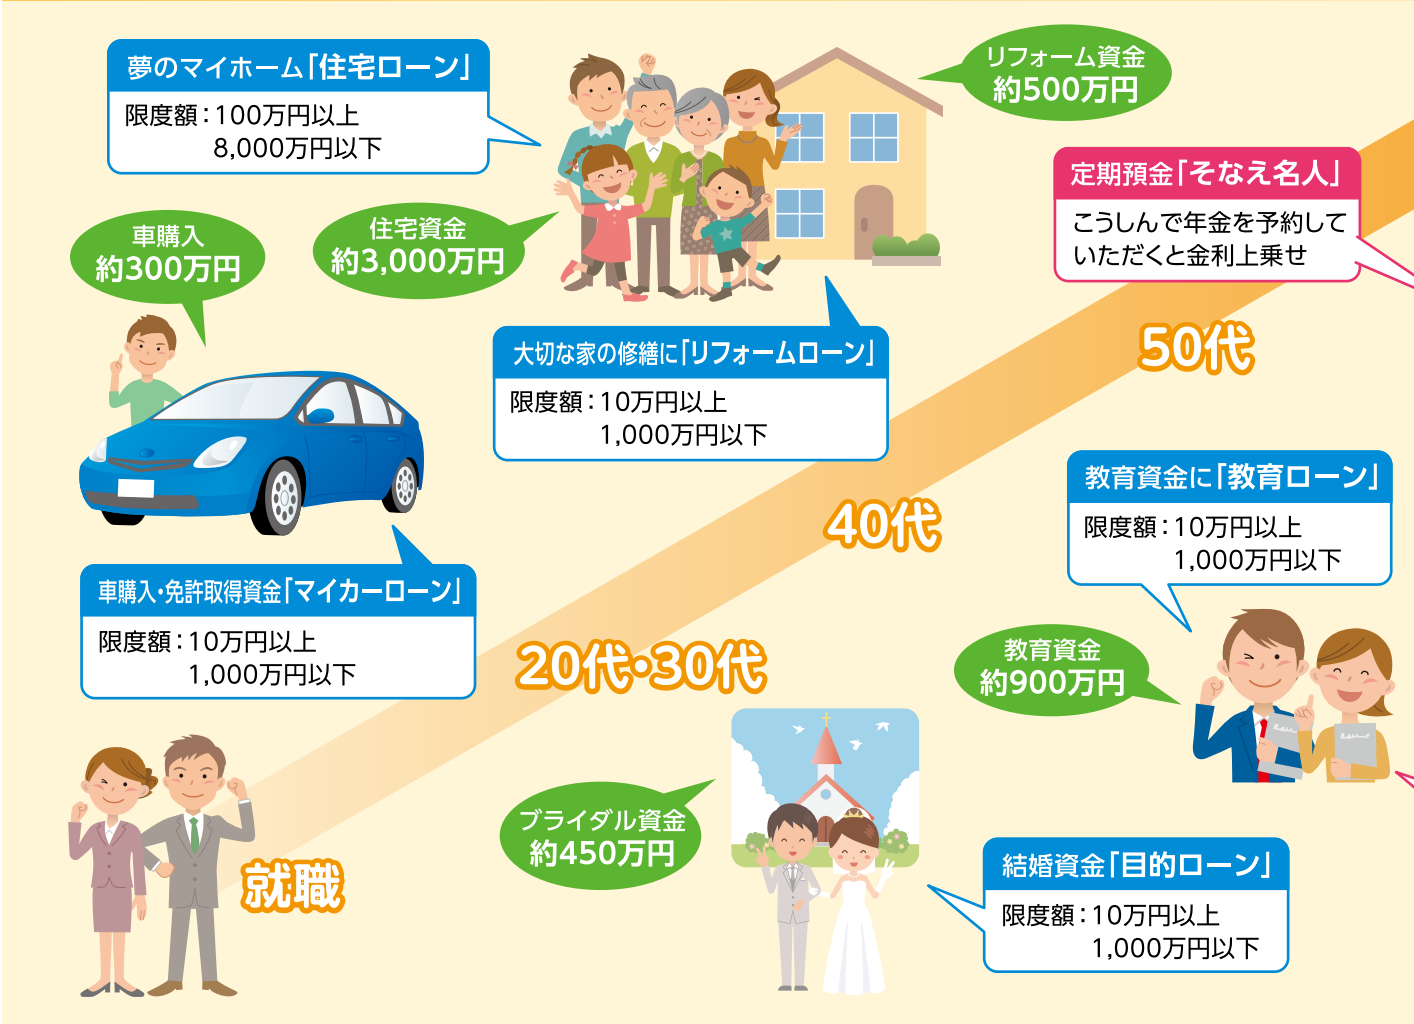 夢のマイホーム「住宅ローン」
限度額：100万円以上
8,000万円以下
リフォーム資金
約500万円
定期預金「そなえ名人」
こうしんで年金を予約して
いただくと金利上乗せ
車購入
約300万円
住宅資金
約3,000万円
大切な家の修繕に「リフォームローン」
限度額：10万円以上
1,000万円以下
50代
教育資金に「教育ローン」
限度額：10万円以上
1,000万円以下
40代
車購入・免許取得資金「マイカーローン」
限度額：10万円以上
1,000万円以下
20代・30代
教育資金
約900万円
ブライダル資金
約450万円
就職
結婚資金「目的ローン」
限度額：10万円以上
1,000万円以下